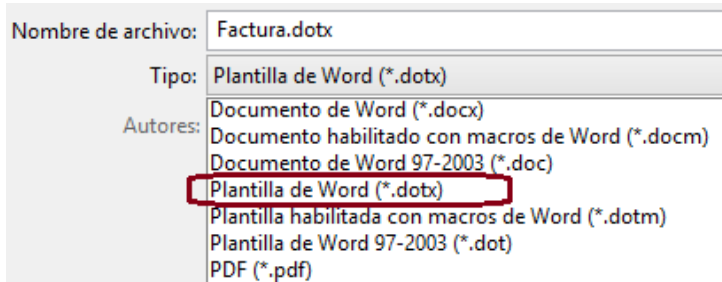 Nombre de archivo: Factura.dotx
Tipo: Plantilla de Word (*.dotx)
Autores:
Documento de Word (*.docx)
Documento habilitado con macros de Word (*.docm)
Documento de Word 97-2003 (*.doc)
Plantilla de Word (*.dotx)
Plantilla habilitada con macros de Word (*.dotm)
Plantilla de Word 97-2003 (*.dot)
PDF (*.pdf)